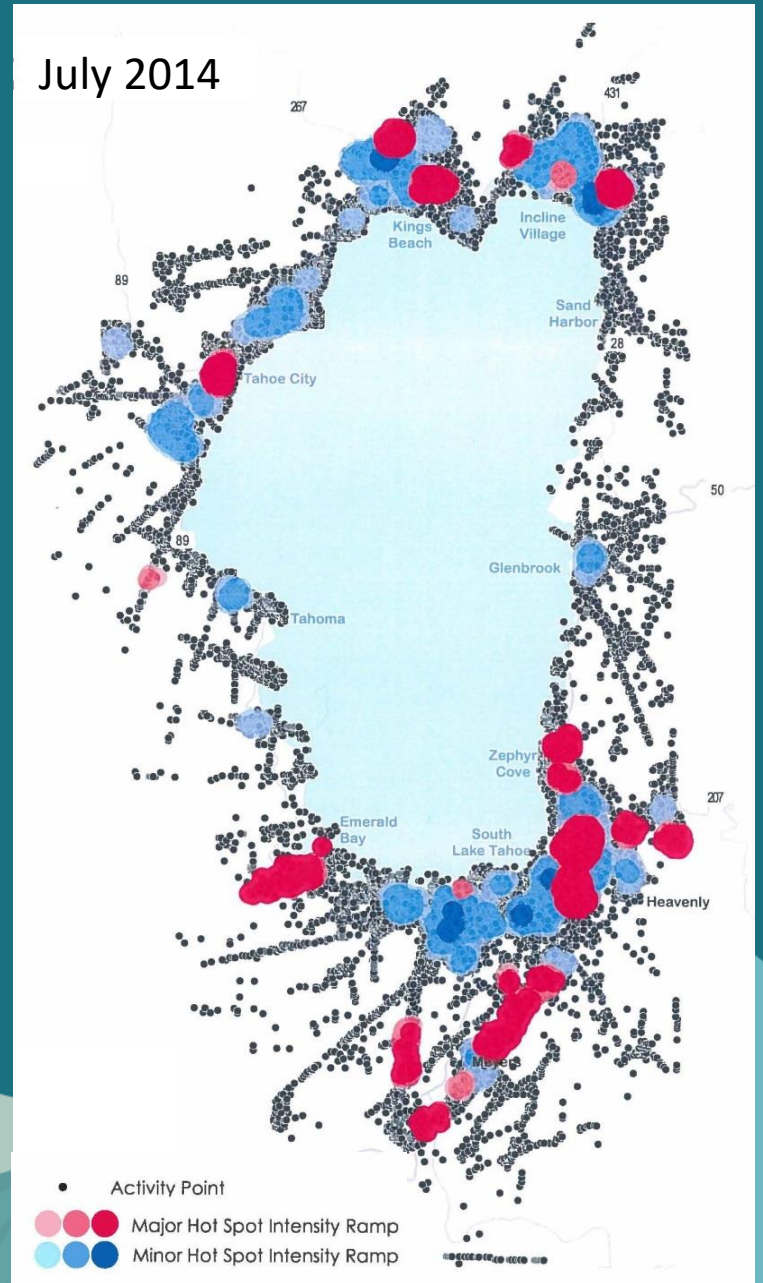 July 2014
267
431
Kings
Beach
Incline
Village
89
Sand
Harbor
28
Tahoe City
50
89
Glenbrook
Tahoma
Zephyr
Cove
207
Emerald
Bay
South
Lake Tahoe
Heavenly
Meyers
Activity Point
Major Hot Spot Intensity Ramp
Minor Hot Spot Intensity Ramp